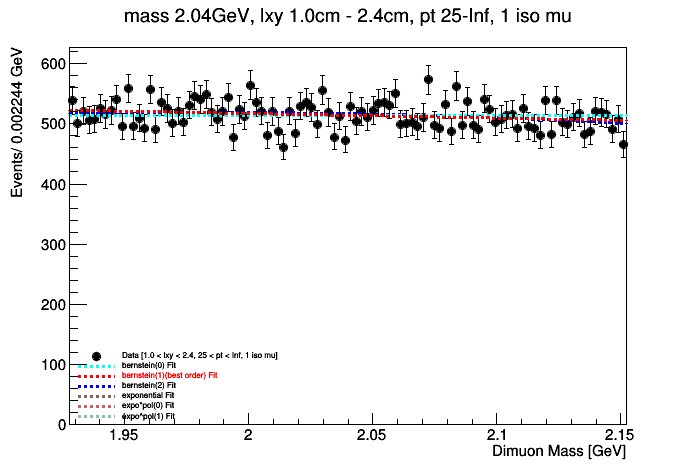 mass 2.04GeV, lxy 1.0cm - 2.4cm, pt 25-Inf, 1 iso mu
Events/ 0.002244 GeV
600
500
400
300
200
100
0
Data [1.0 < lxy < 2.4, 25 < pt < Inf, 1 iso mu]
bernstein(0) Fit
bernstein(1)(best order) Fit
bernstein(2) Fit
exponential Fit
expo*pol(0) Fit
expo*pol(1) Fit
1.95
2
2.05
2.1
2.15
Dimuon Mass [GeV]